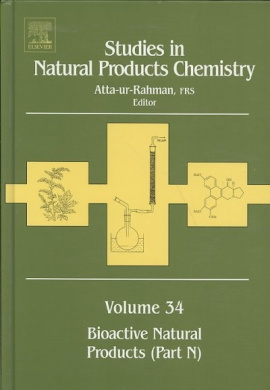 ELSEVIER
Studies in
Natural Products Chemistry
Atta-ur-Rahman, FRS
Editor
Volume 34
Bioactive Natural
Products (Part N)